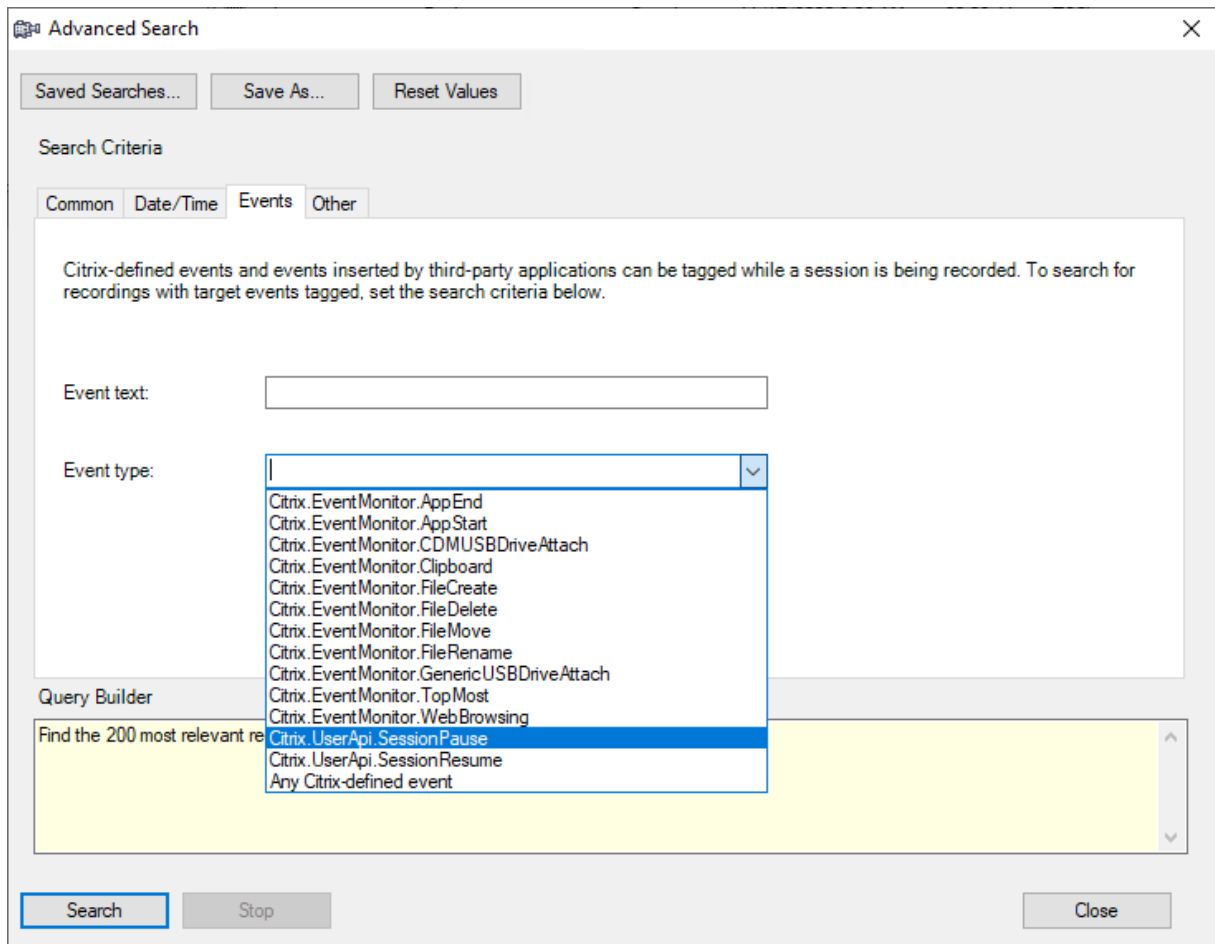 Advanced Search
Saved Searches...
Save As...
Reset Values
Search Criteria
Common
Date/Time
Events
Other
Citrix-defined events and events inserted by third-party applications can be tagged while a session is being recorded. To search for
recordings with target events tagged, set the search criteria below.
Event text:
Event type:
Citrix.EventMonitor.AppEnd
Citrix.EventMonitor.AppStart
Citrix.EventMonitor.CDMUSBDriveAttach
Citrix.EventMonitor.Clipboard
Citrix.EventMonitor.FileCreate
Citrix.EventMonitor.FileDelete
Citrix.EventMonitor.FileMove
Citrix.EventMonitor.FileRename
Citrix.EventMonitor.GenericUSBDriveAttach
Citrix.EventMonitor.TopMost
Citrix.EventMonitor.WebBrowsing
Citrix.UserApi.SessionPause
Citrix.UserApi.SessionResume
Any Citrix-defined event
Query Builder
Find the 200 most relevant re
Search
Stop
Close